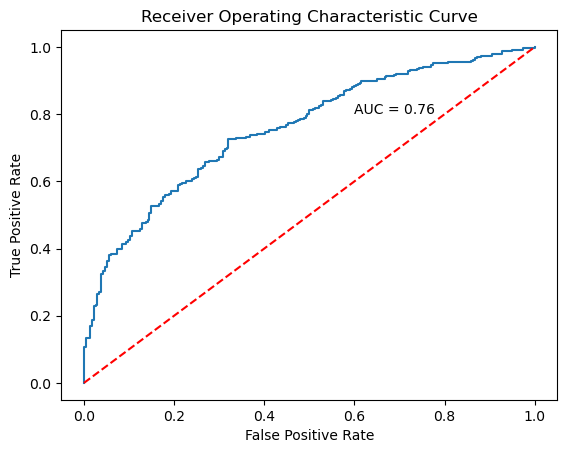 Receiver Operating Characteristic Curve
1.0
0.8
0.6
0.4
0.2
0.0
True Positive Rate
AUC = 0.76
0.0 0.2 0.4 0.6 0.8 1.0
False Positive Rate